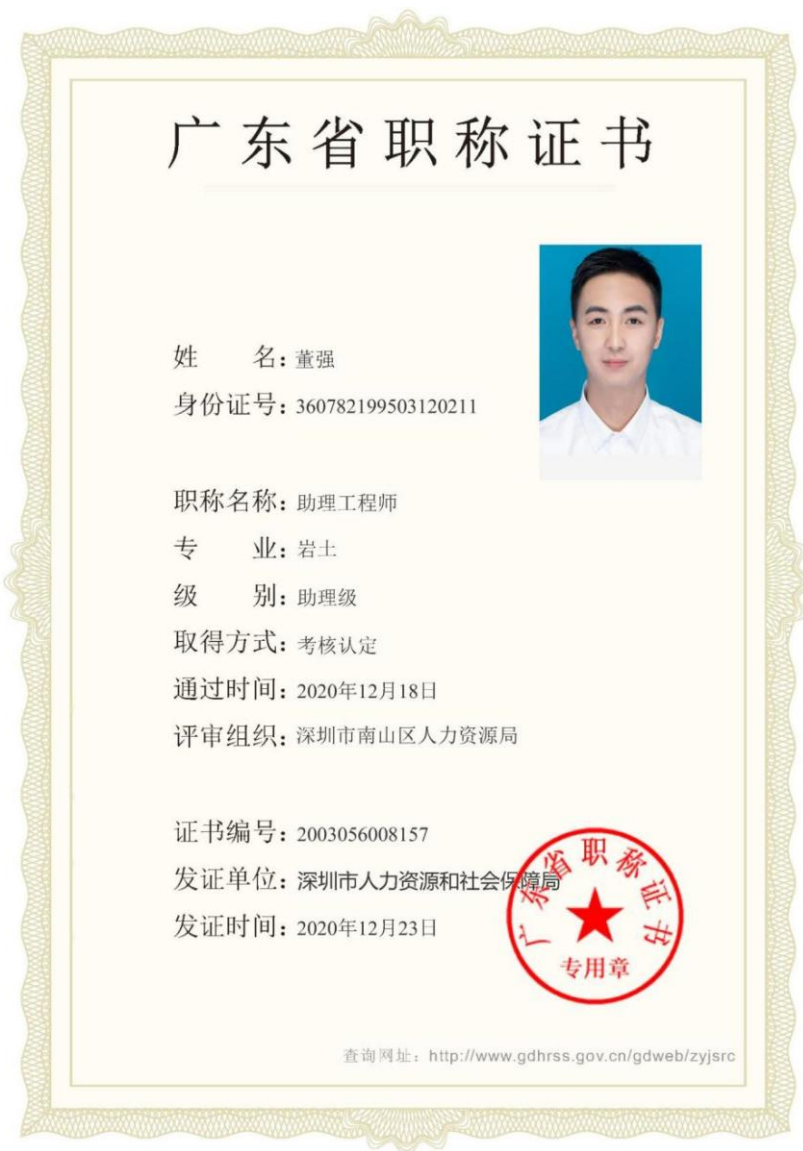 广东省职称证书
姓名：董强
身份证号：360782199503120211
职称名称：助理工程师
专业：岩土
级别：助理级
取得方式：考核认定
通过时间：2020年12月18日
评审组织：深圳市南山区人力资源局
证书编号：2003056008157
发证单位：深圳市人力资源和社会保障局
发证时间：2020年12月23日
广东省职称证书
专用章
查询网址：http://www.gdhrss.gov.cn/gdweb/zyjsrc